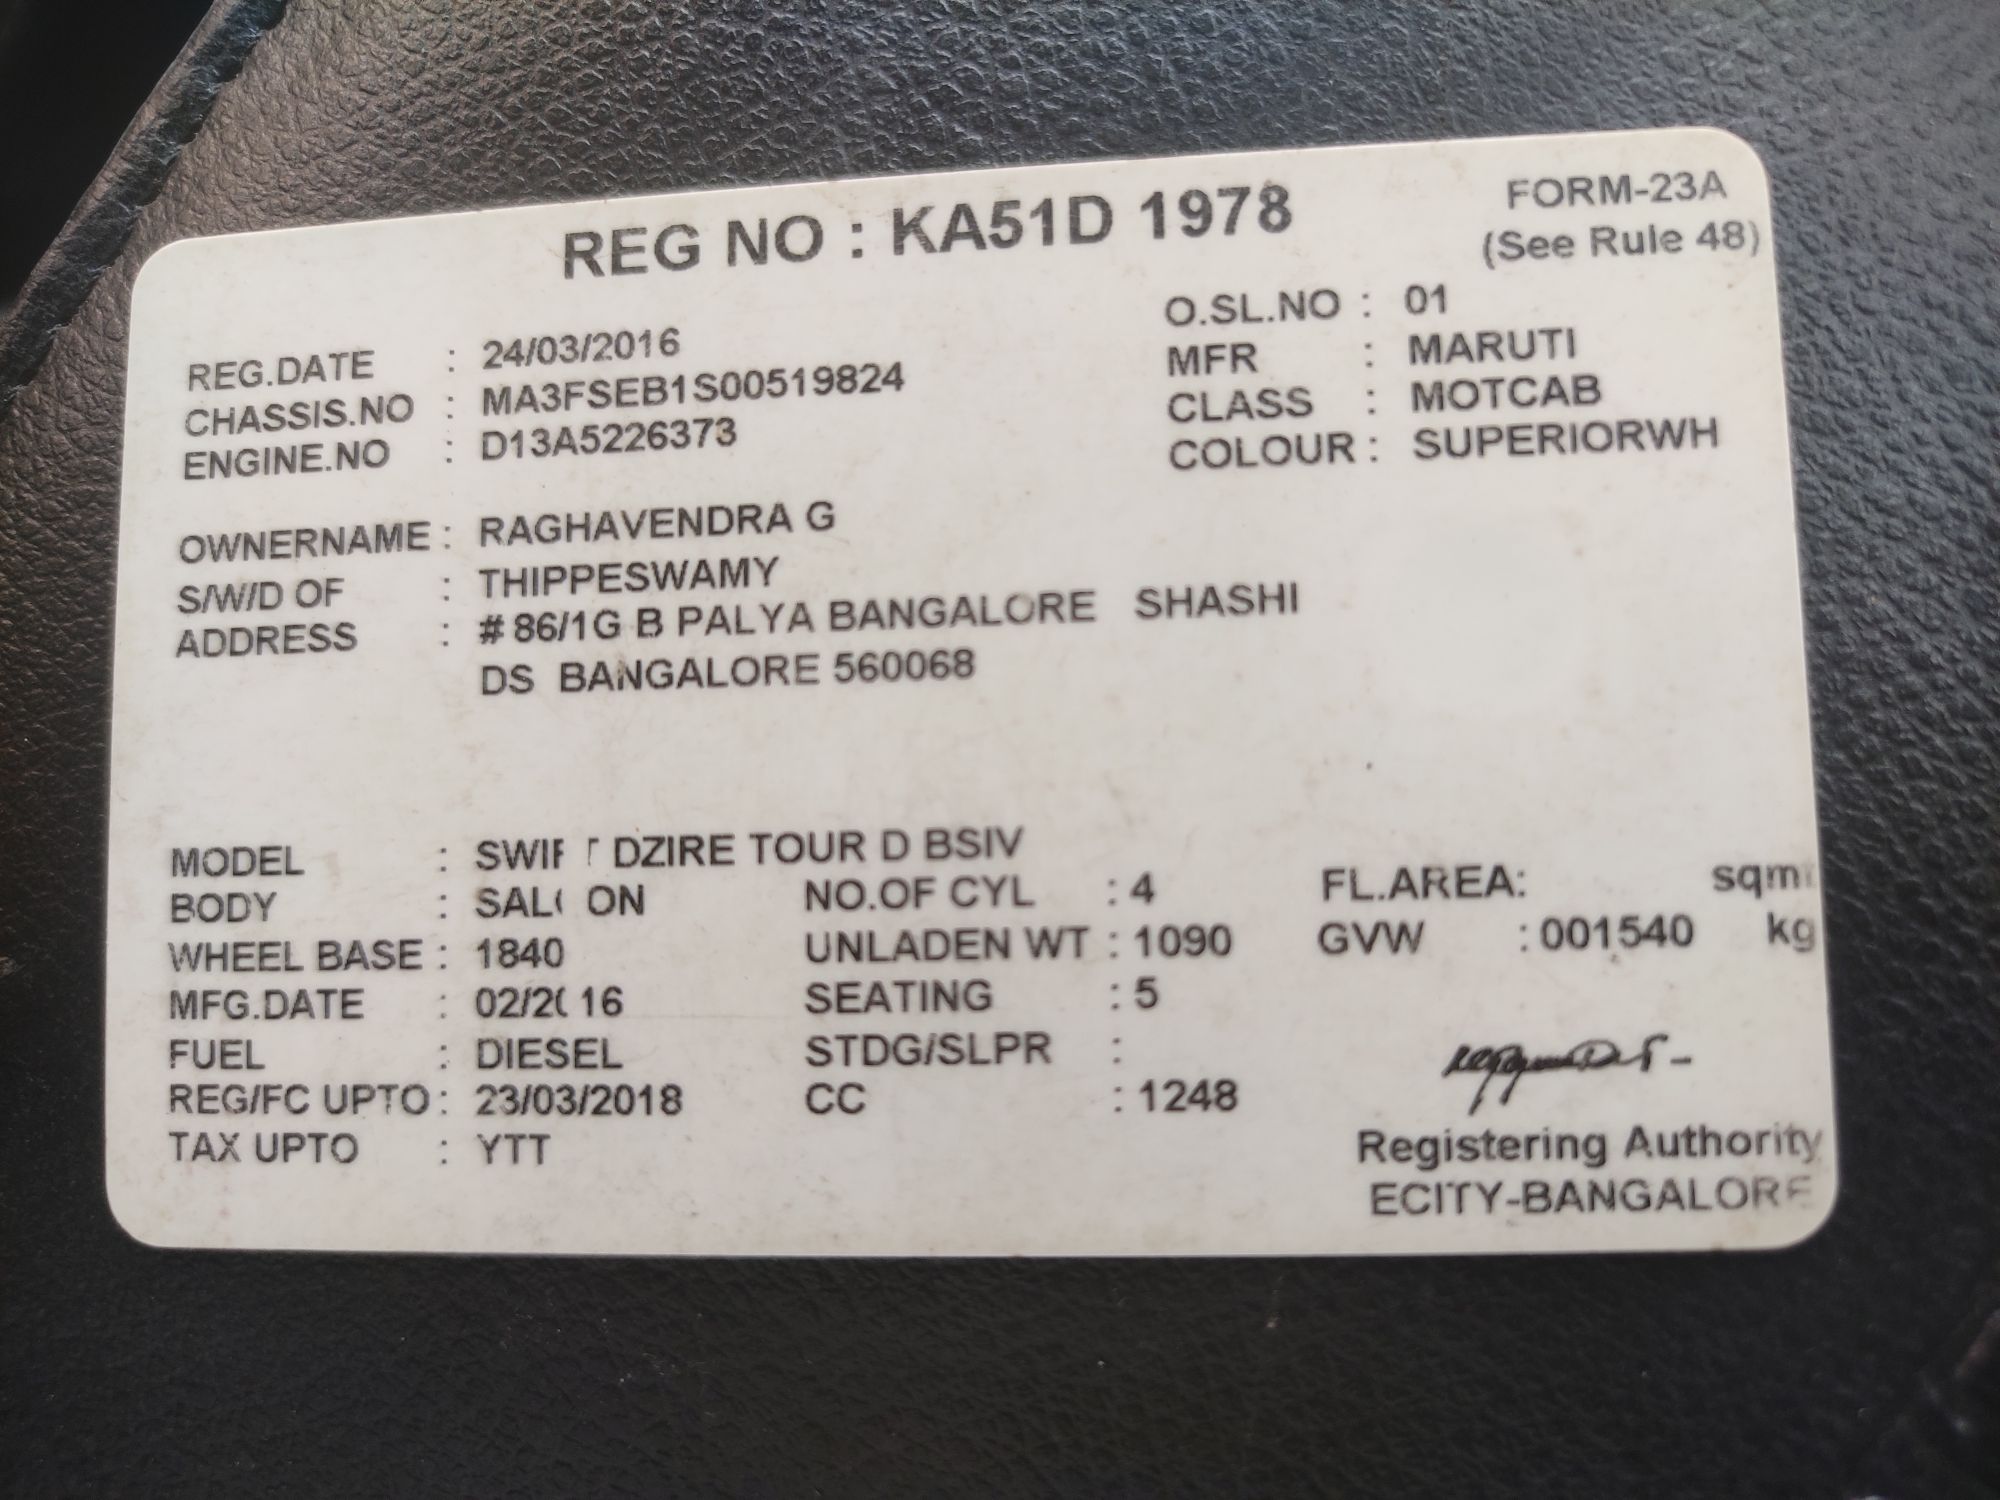 REG NO : KA51D 1978
FORM-23A
(See Rule 48)
REG.DATE : 24/03/2016
CHASSIS.NO : MA3FSEB1S00519824
ENGINE.NO : D13A5226373
O.SL.NO : 01
MFR : MARUTI
CLASS : MOTCAB
COLOUR : SUPERIORWH
OWNERNAME : RAGHAVENDRA G
S/W/D OF : THIPPESWAMY
ADDRESS : # 86/1G B PALYA BANGALORE SHASHI
DS BANGALORE 560068
MODEL : SWIFT DZIRE TOUR D BSIV
BODY : SALOON NO.OF CYL : 4 FL.AREA: sqm
WHEEL BASE : 1840 UNLADEN WT : 1090 GVW : 001540 kg
MFG.DATE : 02/2016 SEATING : 5
FUEL : DIESEL STDG/SLPR :
REG/FC UPTO : 23/03/2018 CC : 1248
TAX UPTO : YTT
Registering Authority
ECITY-BANGALORE